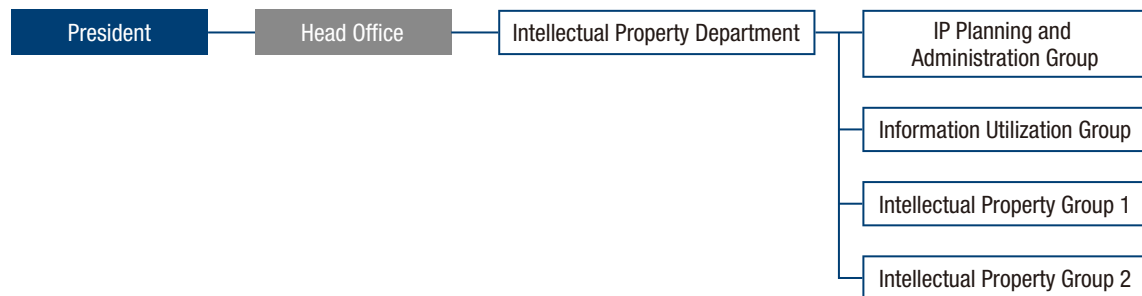 President
Head Office
Intellectual Property Department
IP Planning and
Administration Group
Information Utilization Group
Intellectual Property Group 1
Intellectual Property Group 2